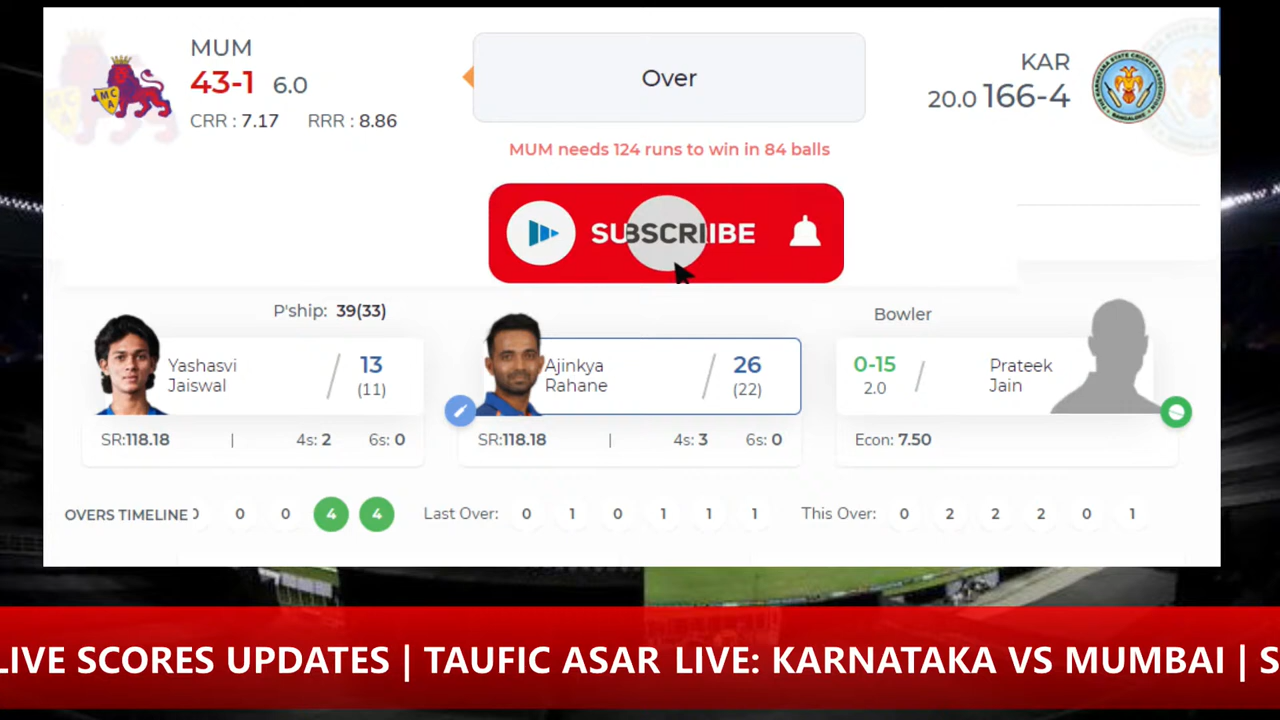 MUM
43-1 6.0
CRR : 7.17 RRR : 8.86
Over
KAR
20.0 166-4
MUM needs 124 runs to win in 84 balls
SUBSCRIBE
P'ship: 39(33)
Bowler
Yashasvi Jaiswal / 13 (11)
SR:118.18 | 4s: 2 6s: 0
Ajinkya Rahane / 26 (22)
SR:118.18 | 4s: 3 6s: 0
0-15 2.0 / Prateek Jain
Econ: 7.50
OVERS TIMELINE 0 0 4 4 Last Over: 0 1 0 1 1 1 This Over: 0 2 2 2 0 1
LIVE SCORES UPDATES | TAUFIC ASAR LIVE: KARNATAKA VS MUMBAI | S